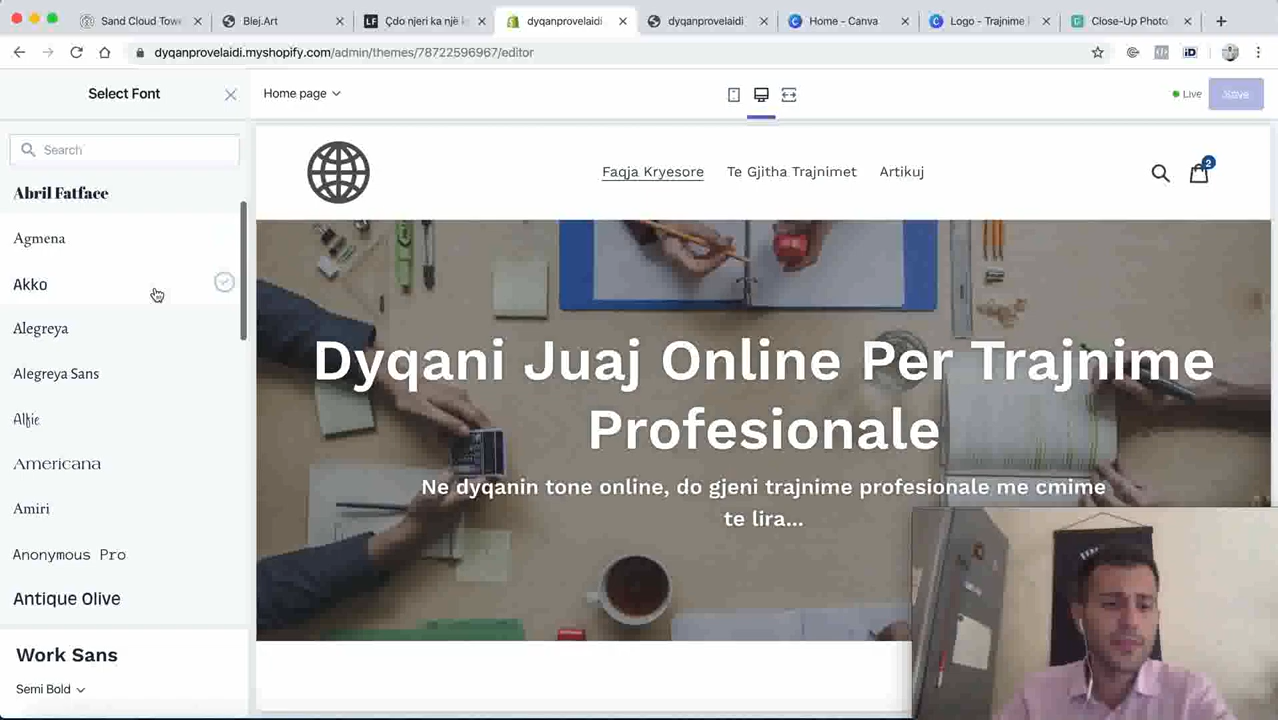 Sand Cloud Tow
Blej.Art
Çdo njeri ka një
dyqanprovelaidi
dyqanprovelaidi
Home - Canva
Logo - Trajnime
Close-Up Photo
dyqanprovelaidi.myshopify.com/admin/themes/78722596967/editor
iD
Select Font
Home page
Live
Save
Search
Abril Fatface
Agmena
Akko
Alegreya
Alegreya Sans
Alfie
Americana
Amiri
Anonymous Pro
Antique Olive
Work Sans
Semi Bold
Faqja Kryesore
Te Gjitha Trajnimet
Artikuj
2
Dyqani Juaj Online Per Trajnime
Profesionale
Ne dyqanin tone online, do gjeni trajnime profesionale me cmime
te lira...